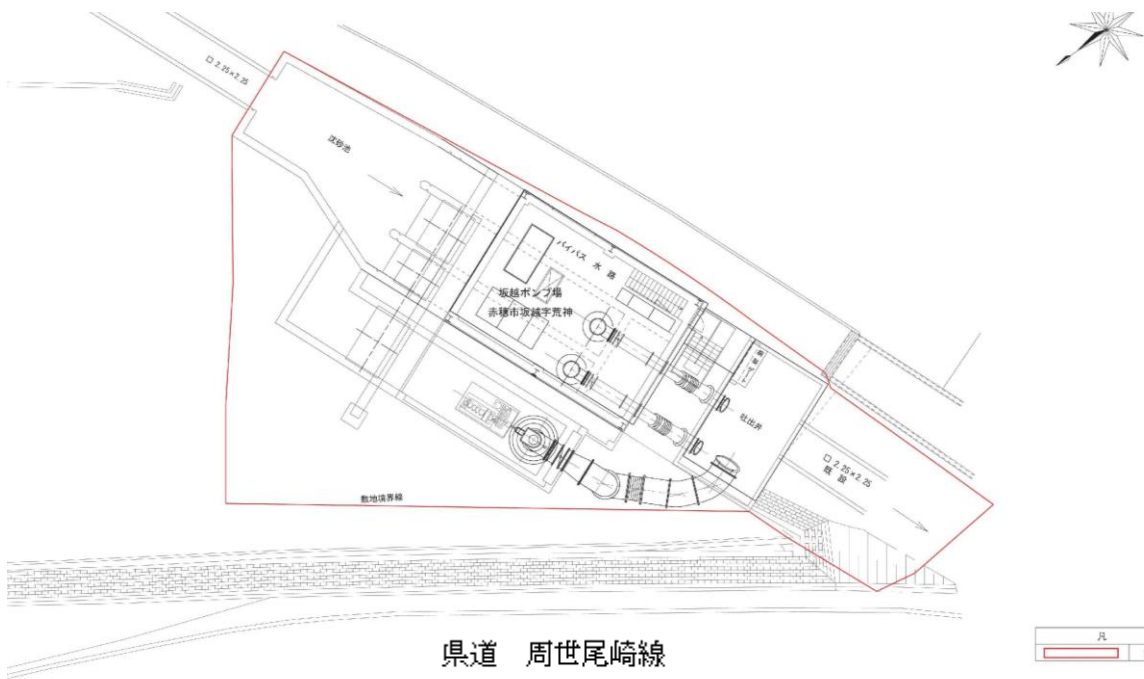 口 2.25×2.25
沈砂池
バイパス水路
坂越ポンプ場
赤穂市坂越字荒神
吐出井
口 2.25×2.25
既設
敷地境界線
県道 周世尾崎線
凡